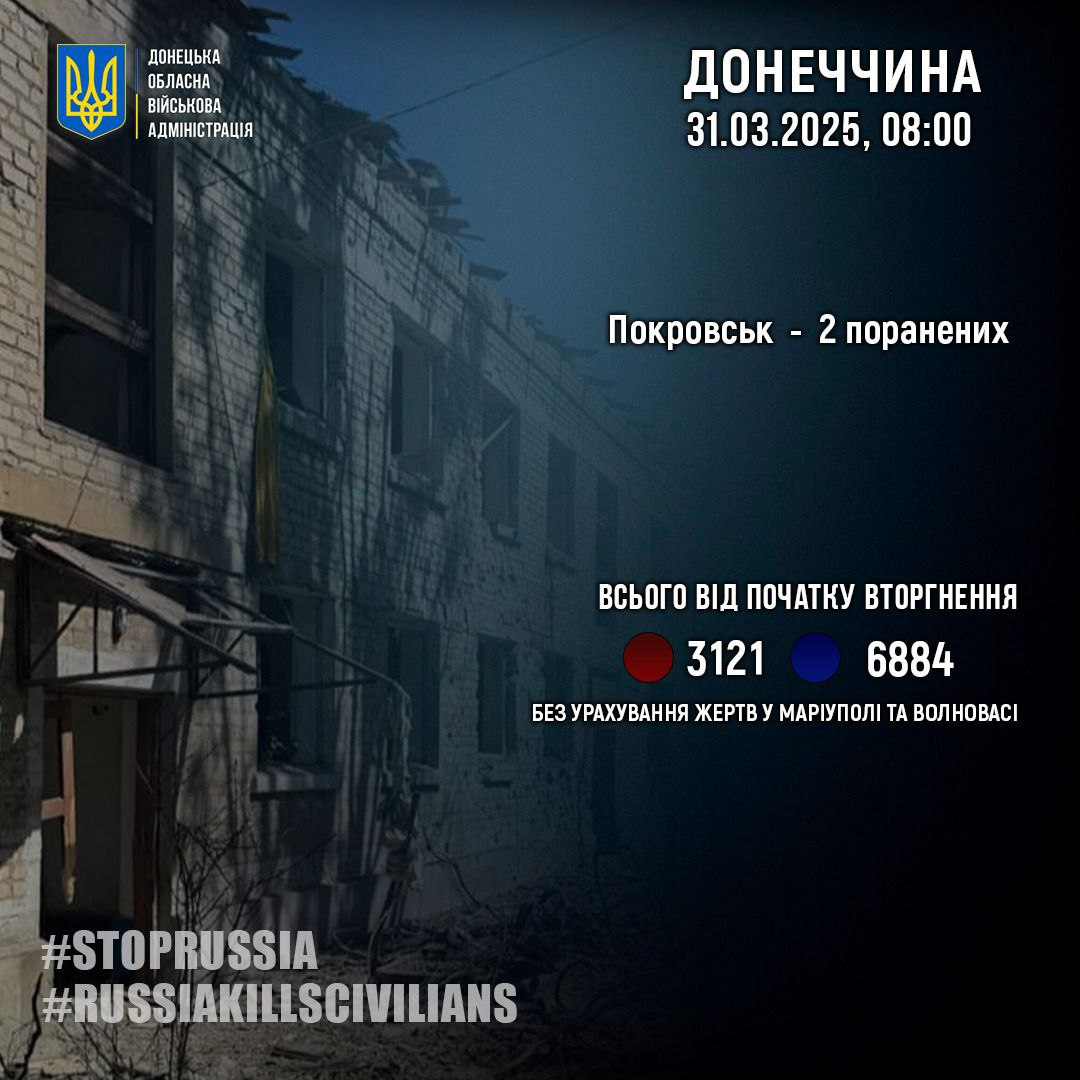 ДОНЕЦЬКА
ОБЛАСНА
ВІЙСЬКОВА
АДМІНІСТРАЦІЯ
ДОНЕЧЧИНА
31.03.2025, 08:00
Покровськ - 2 поранених
ВСЬОГО ВІД ПОЧАТКУ ВТОРГНЕННЯ
3121 6884
БЕЗ УРАХУВАННЯ ЖЕРТВ У МАРІУПОЛІ ТА ВОЛНОВАСІ
#STOPRUSSIA
#RUSSIAKILLSCIVILIANS